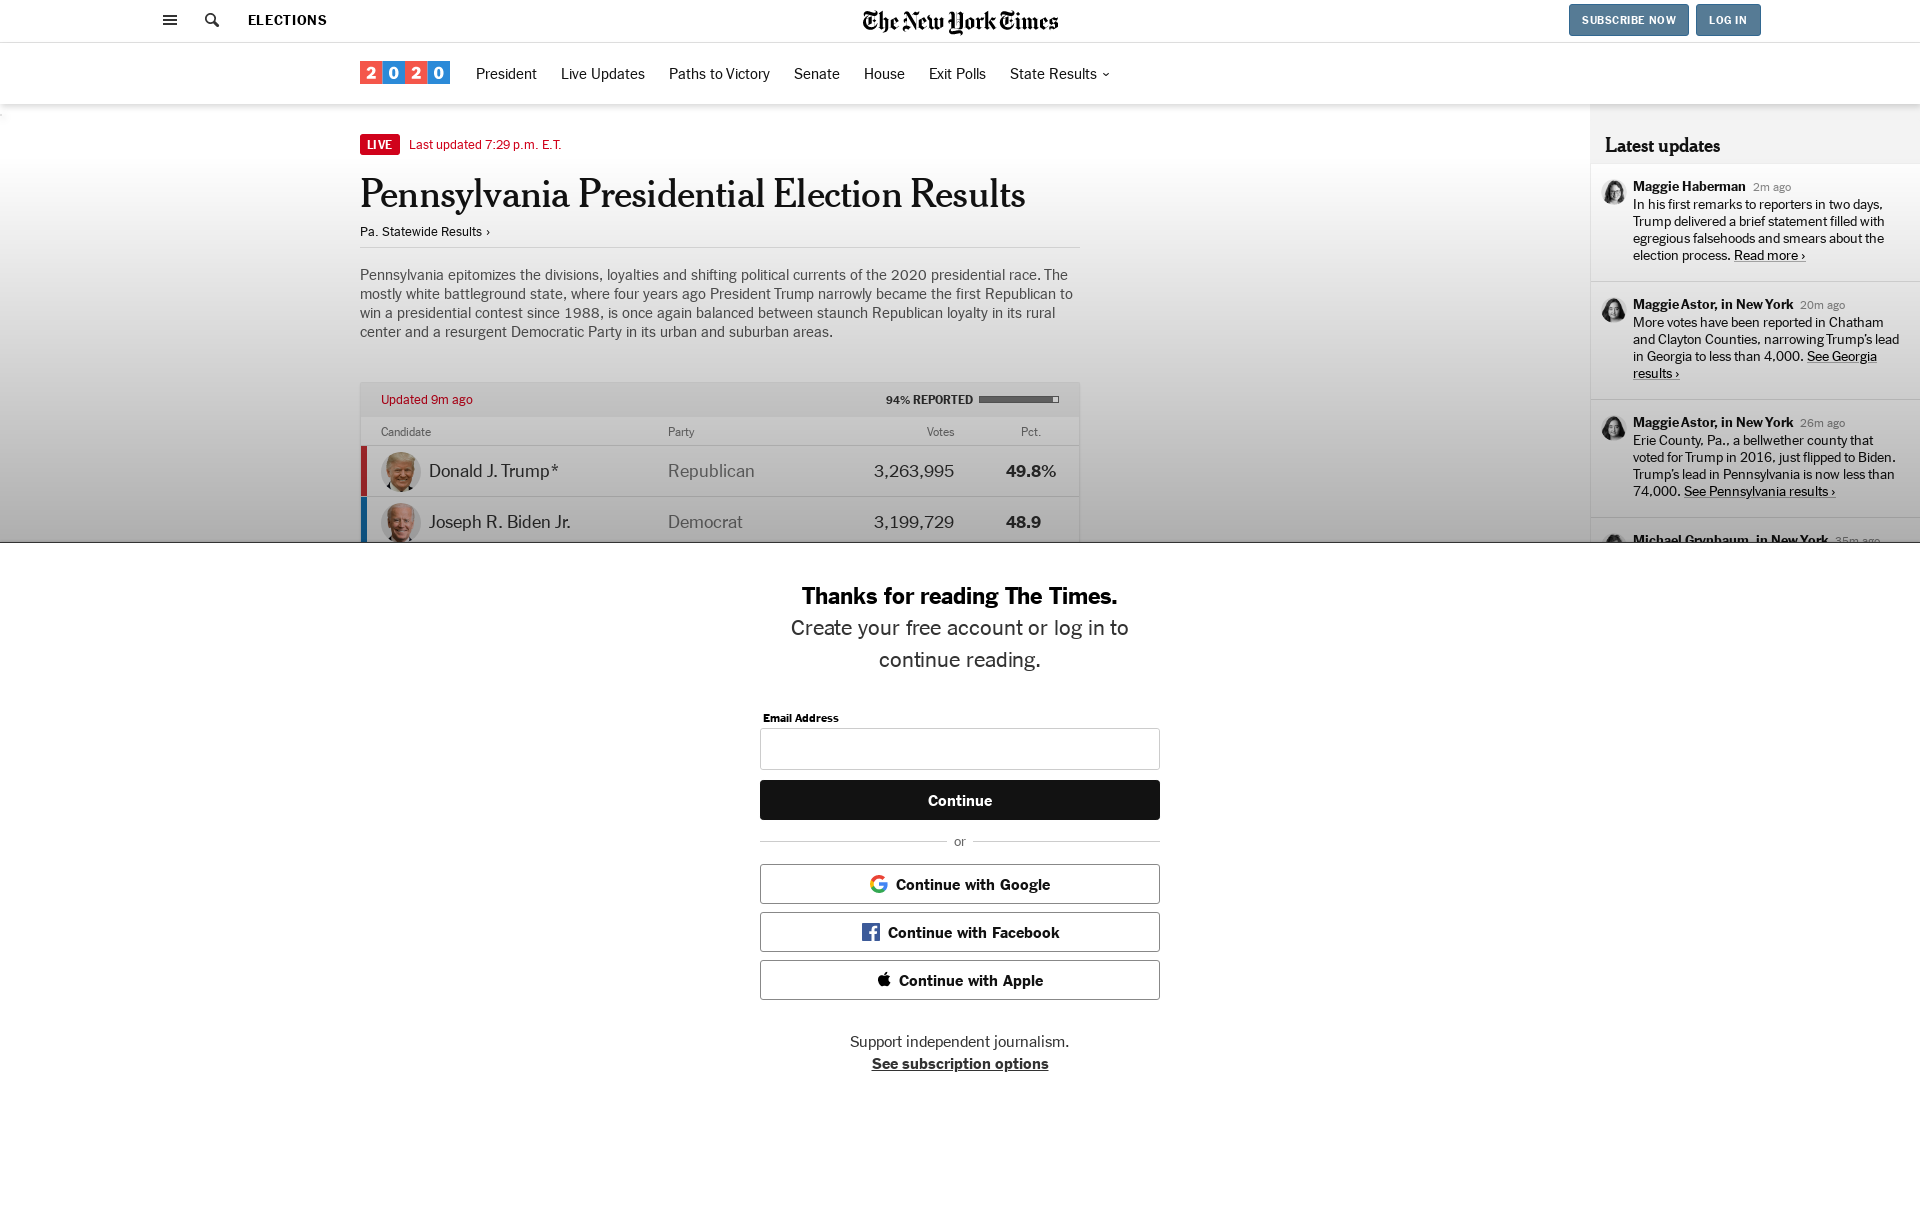 ELECTIONS
The New York Times
SUBSCRIBE NOW
LOG IN
2020
President
Live Updates
Paths to Victory
Senate
House
Exit Polls
State Results
LIVE
Last updated 7:29 p.m. E.T.
Pennsylvania Presidential Election Results
Pa. Statewide Results ›
Pennsylvania epitomizes the divisions, loyalties and shifting political currents of the 2020 presidential race. The
mostly white battleground state, where four years ago President Trump narrowly became the first Republican to
win a presidential contest since 1988, is once again balanced between staunch Republican loyalty in its rural
center and a resurgent Democratic Party in its urban and suburban areas.
Updated 9m ago
94% REPORTED
Candidate Party Votes Pct.
Donald J. Trump* Republican 3,263,995 49.8%
Joseph R. Biden Jr. Democrat 3,199,729 48.9
Latest updates
Maggie Haberman 2m ago
In his first remarks to reporters in two days,
Trump delivered a brief statement filled with
egregious falsehoods and smears about the
election process. Read more ›
Maggie Astor, in New York 20m ago
More votes have been reported in Chatham
and Clayton Counties, narrowing Trump's lead
in Georgia to less than 4,000. See Georgia
results ›
Maggie Astor, in New York 26m ago
Erie County, Pa., a bellwether county that
voted for Trump in 2016, just flipped to Biden.
Trump's lead in Pennsylvania is now less than
74,000. See Pennsylvania results ›
Michael Grynbaum, in New York 35m ago
Thanks for reading The Times.
Create your free account or log in to
continue reading.
Email Address
Continue
or
Continue with Google
Continue with Facebook
Continue with Apple
Support independent journalism.
See subscription options